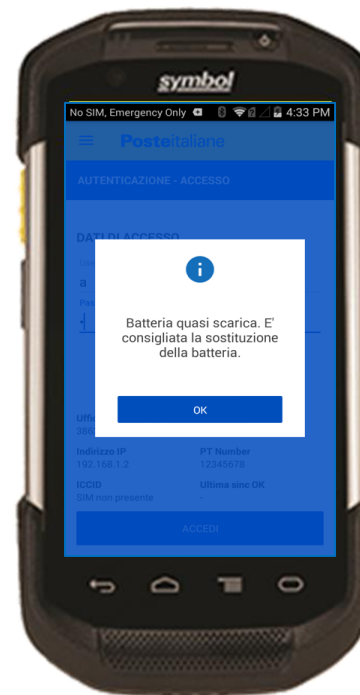 symbol
No SIM, Emergency Only 4:33 PM
Posteitaliane
AUTENTICAZIONE - ACCESSO
DATI DI ACCESSO
a
Batteria quasi scarica. E'
consigliata la sostituzione
della batteria.
OK
Indirizzo IP PT Number
192.168.1.2 12345678
ICCID Ultima sinc OK
SIM non presente -
ACCEDI